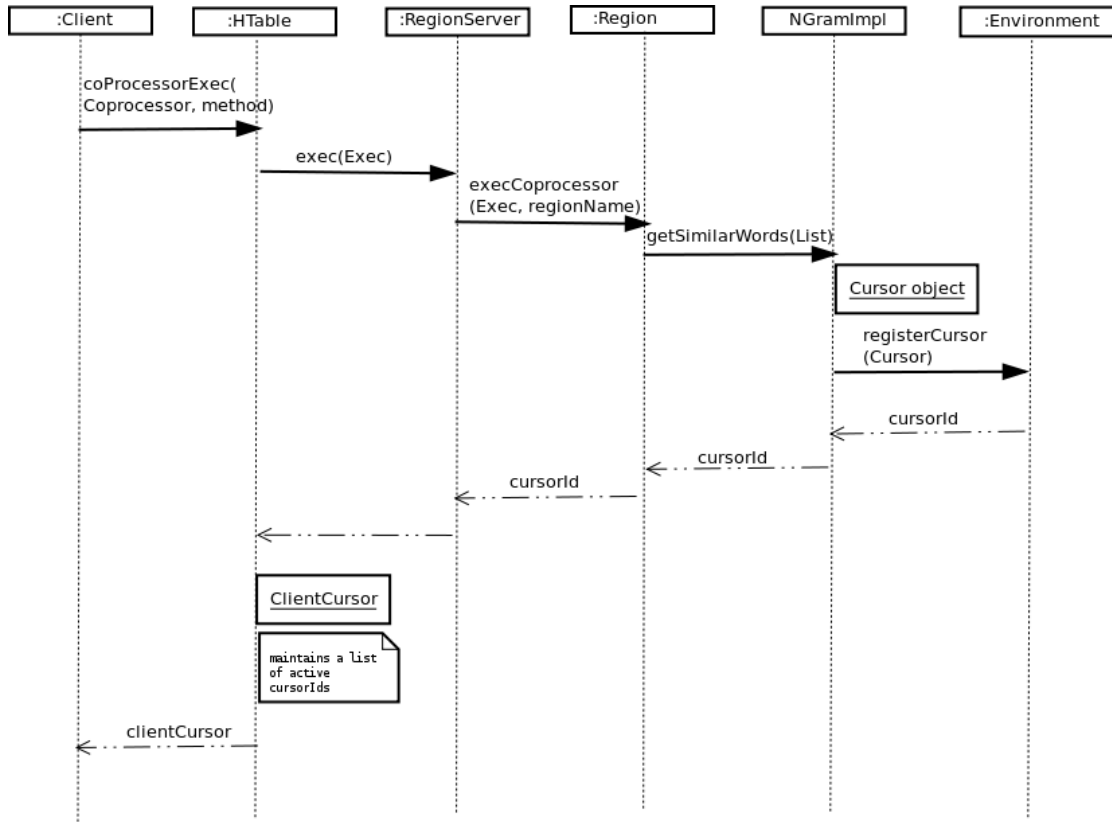 :Client
:HTable
:RegionServer
:Region
NGramImpl
:Environment
coProcessorExec(
Coprocessor, method)
exec(Exec)
execCoprocessor
(Exec, regionName)
getSimilarWords(List)
Cursor object
registerCursor
(Cursor)
cursorId
cursorId
cursorId
ClientCursor
maintains a list
of active
cursorIds
clientCursor